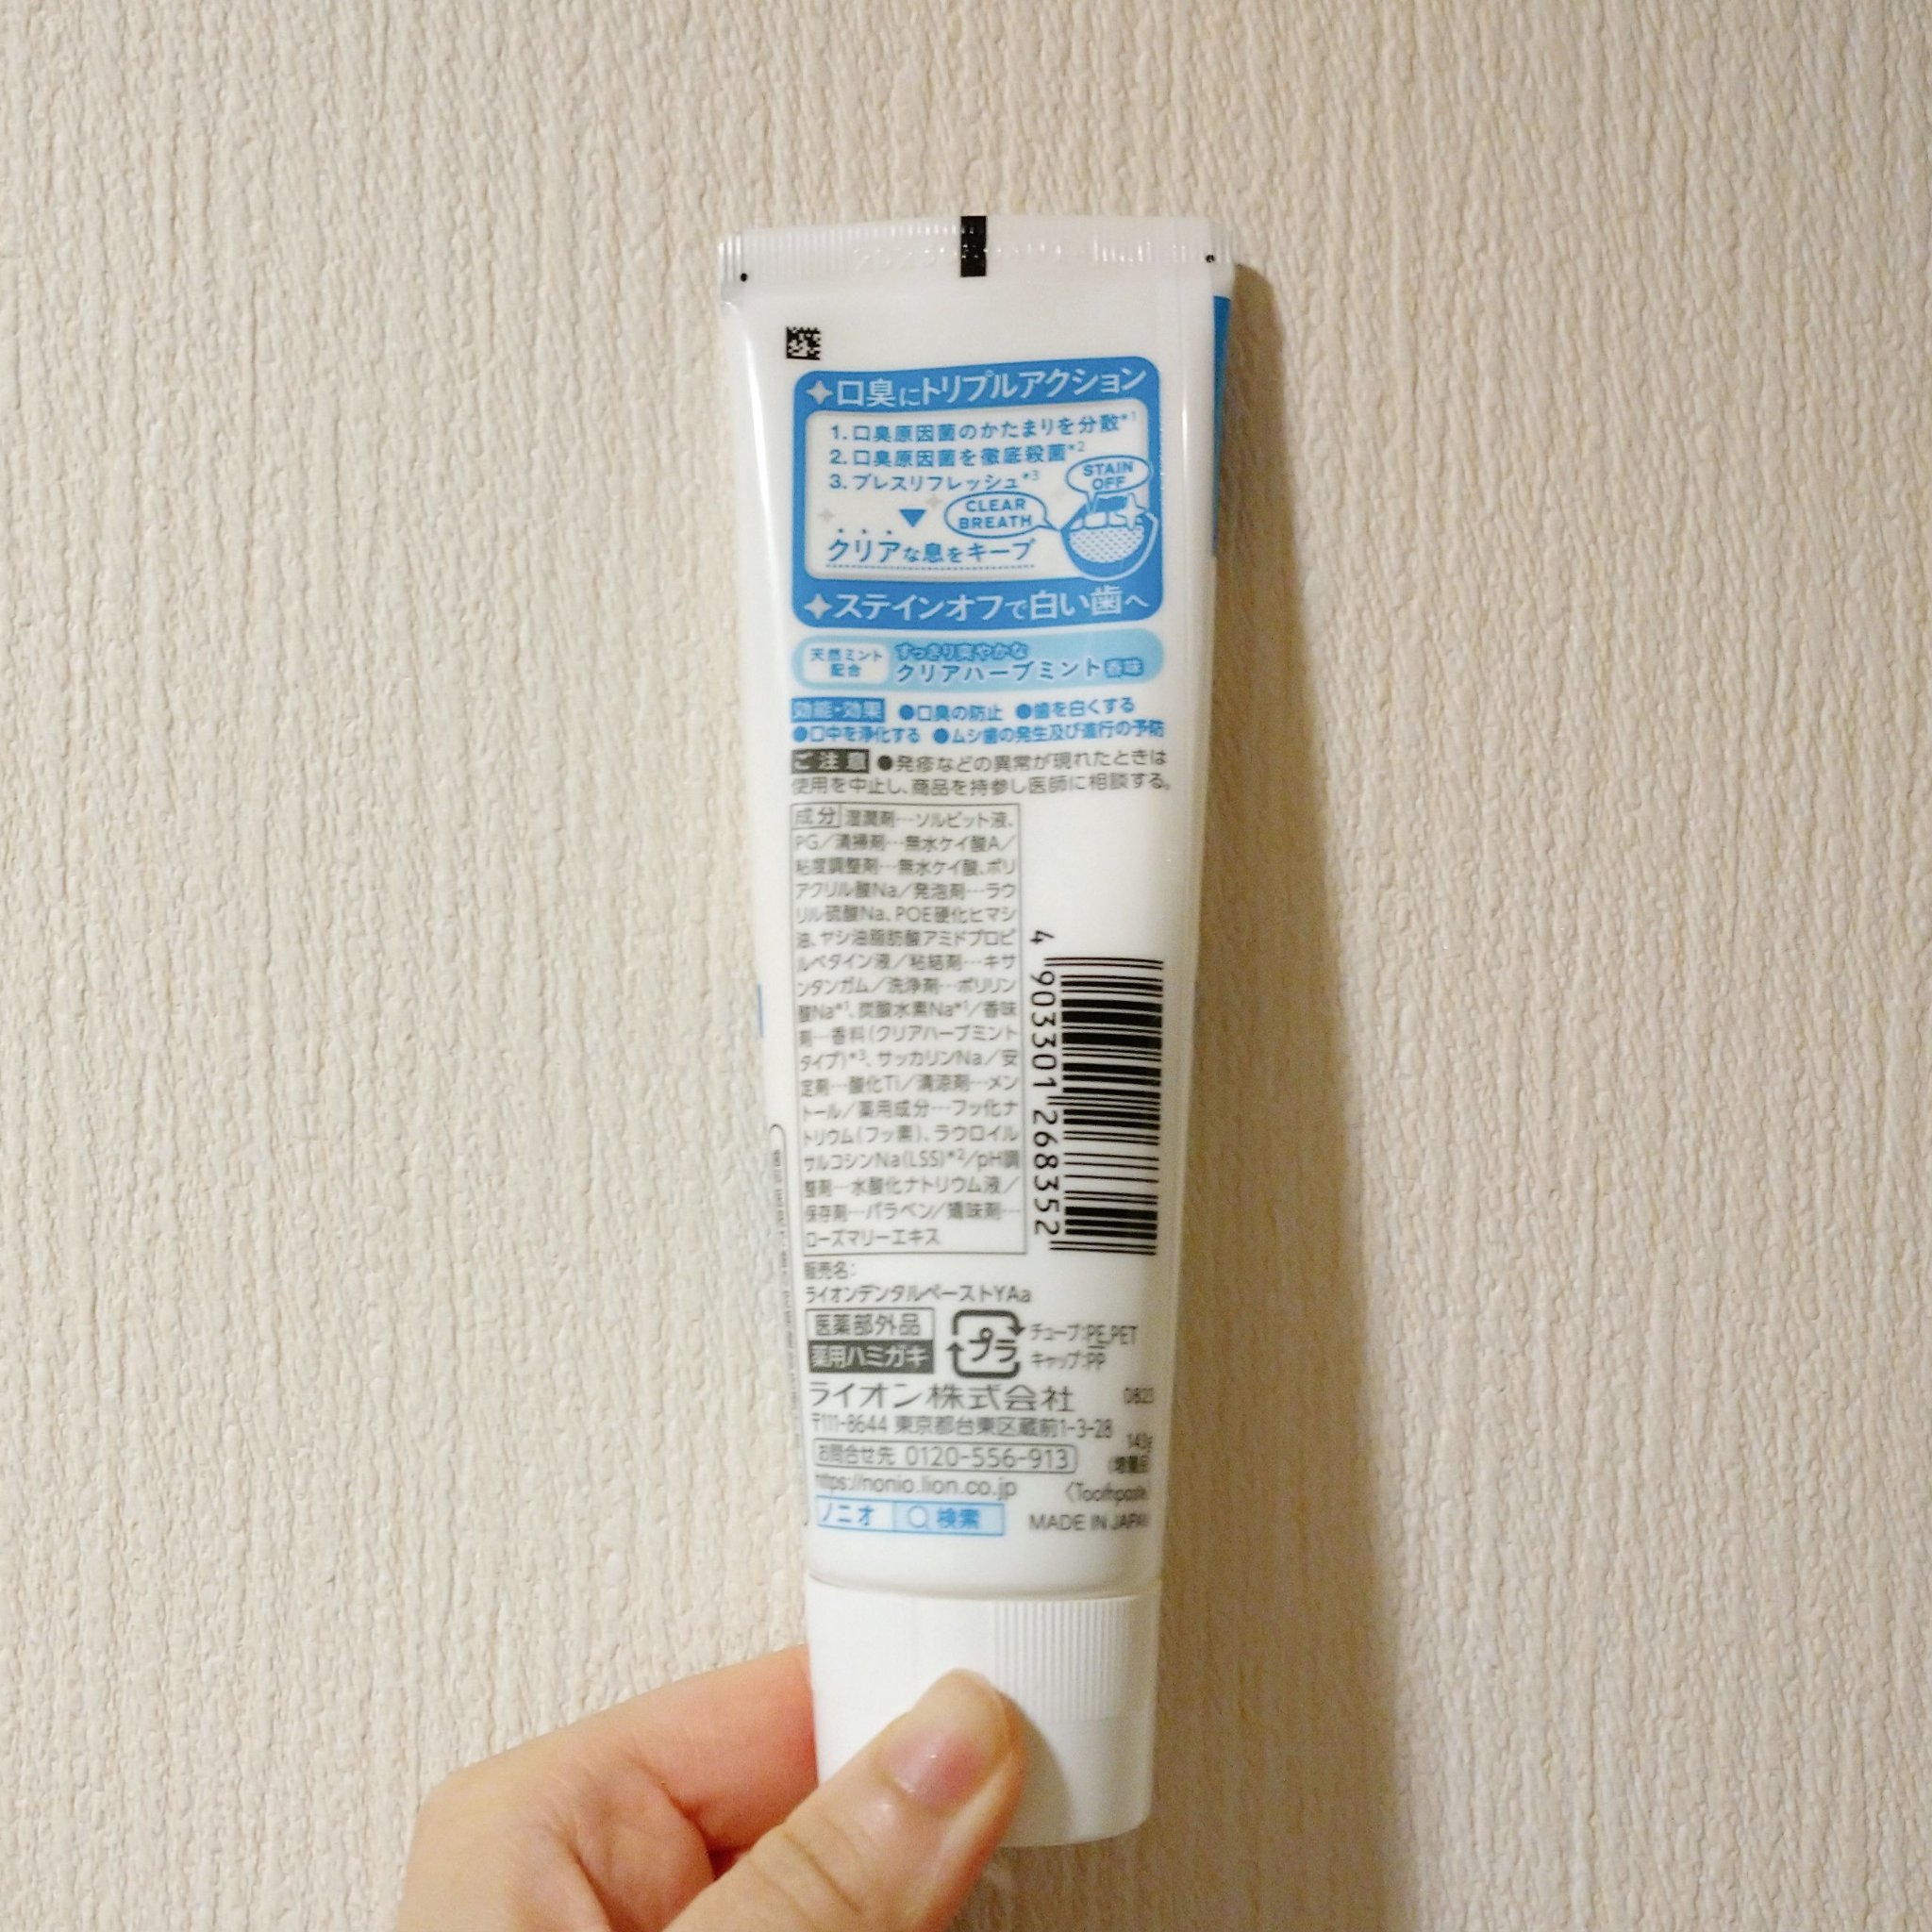 口臭にトリプルアクション
1.口臭原因菌のかたまりを分散*1
2.口臭原因菌を徹底殺菌*2
3.ブレスリフレッシュ*3
STAIN
OFF
CLEAR
BREATH
クリアな息をキープ
ステインオフで白い歯へ
天然ミント
配合
すっきり爽やかな
クリアハーブミント香味
効能・効果 ●口臭の防止 ●歯を白くする
●口中を浄化する ●ムシ歯の発生及び進行の予防
ご注意 ●発疹などの異常が現れたときは
使用を中止し、商品を持参し医師に相談する。
成分 湿潤剤…ソルビット液、
PG／清掃剤…無水ケイ酸A／
粘度調整剤…無水ケイ酸、ポリ
アクリル酸Na／発泡剤…ラウ
リル硫酸Na、POE硬化ヒマシ
油、ヤシ油脂肪酸アミドプロピ
ルベタイン液／粘結剤…キサ
ンタンガム／洗浄剤…ポリリン
酸Na*1、炭酸水素Na*1／香味
剤…香料(クリアハーブミント
タイプ)*3、サッカリンNa／安
定剤…酸化Ti／清涼剤…メン
トール／薬用成分…フッ化ナ
トリウム(フッ素)、ラウロイル
サルコシンNa(LSS)*2／pH調
整剤…水酸化ナトリウム液／
保存剤…パラベン／矯味剤…
ローズマリーエキス
4 903301 268352
販売名：
ライオンデンタルペーストYAa
医薬部外品
薬用ハミガキ
プラ
チューブ:PE,PET
キャップ:PP
ライオン株式会社
〒111-8644 東京都台東区蔵前1-3-28
143g
お問合せ先 0120-556-913
https://nonio.lion.co.jp
〈Toothpaste
ノニオ 検索
MADE IN JAPAN